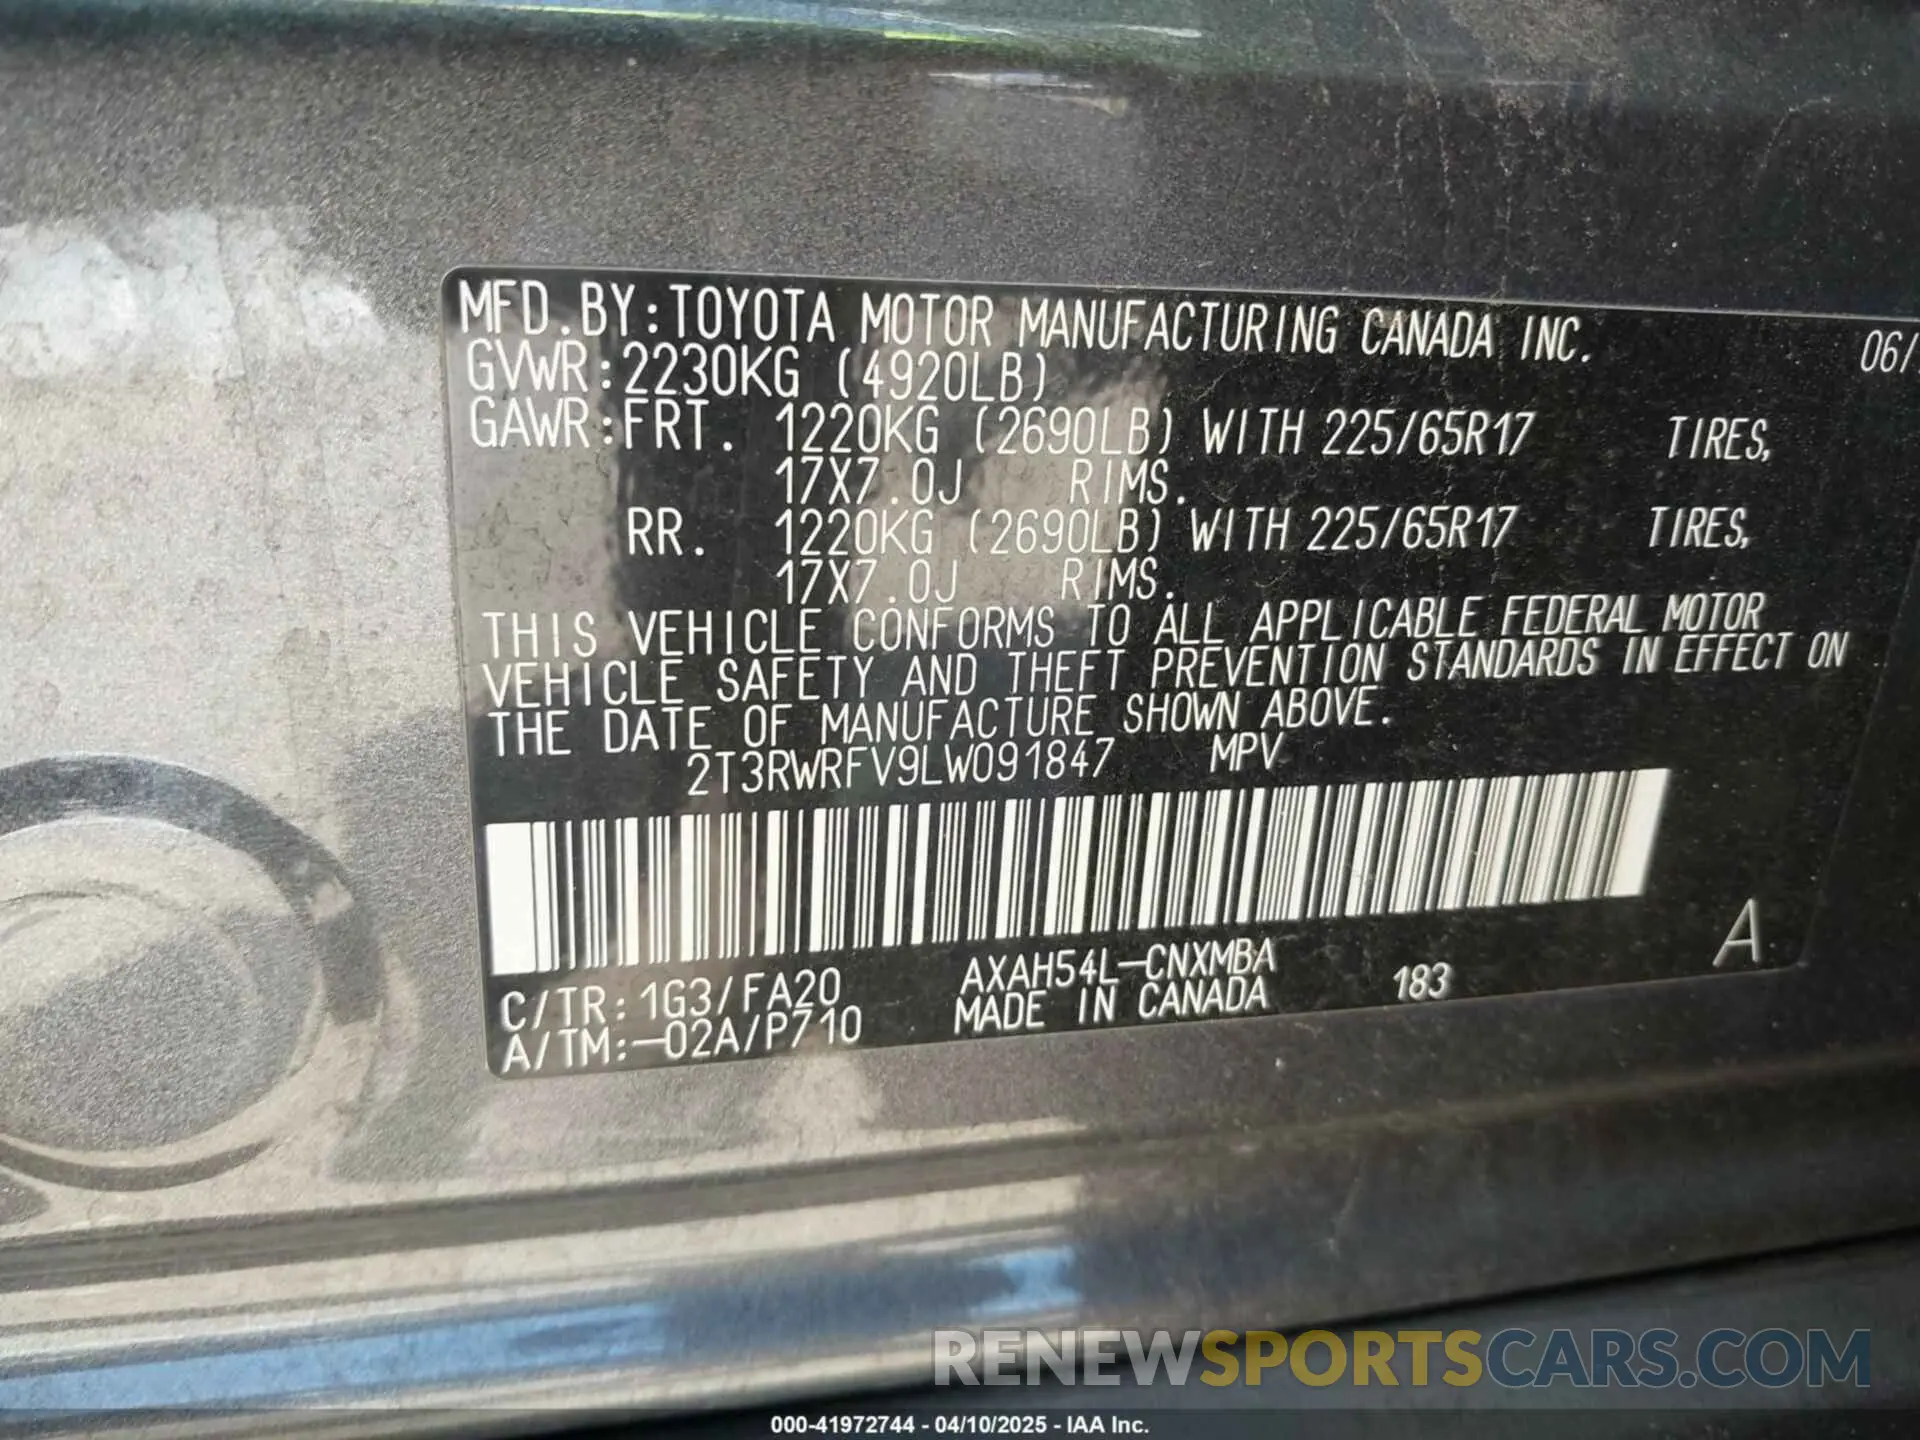 MFD. BY: TOYOTA MOTOR MANUFACTURING CANADA INC. 06/
GVWR: 2230KG (4920LB)
GAWR: FRT. 1220KG (2690LB) WITH 225/65R17 TIRES,
17X7.0J RIMS.
RR. 1220KG (2690LB) WITH 225/65R17 TIRES,
17X7.0J RIMS.
THIS VEHICLE CONFORMS TO ALL APPLICABLE FEDERAL MOTOR
VEHICLE SAFETY AND THEFT PREVENTION STANDARDS IN EFFECT ON
THE DATE OF MANUFACTURE SHOWN ABOVE.
2T3RWRFV9LW091847 MPV
A
C/TR: 1G3/FA20 AXAH54L-CNXMBA 183
A/TM: -02A/P710 MADE IN CANADA
RENEWSPORTSCARS.COM
000-41972744 - 04/10/2025 - IAA Inc.